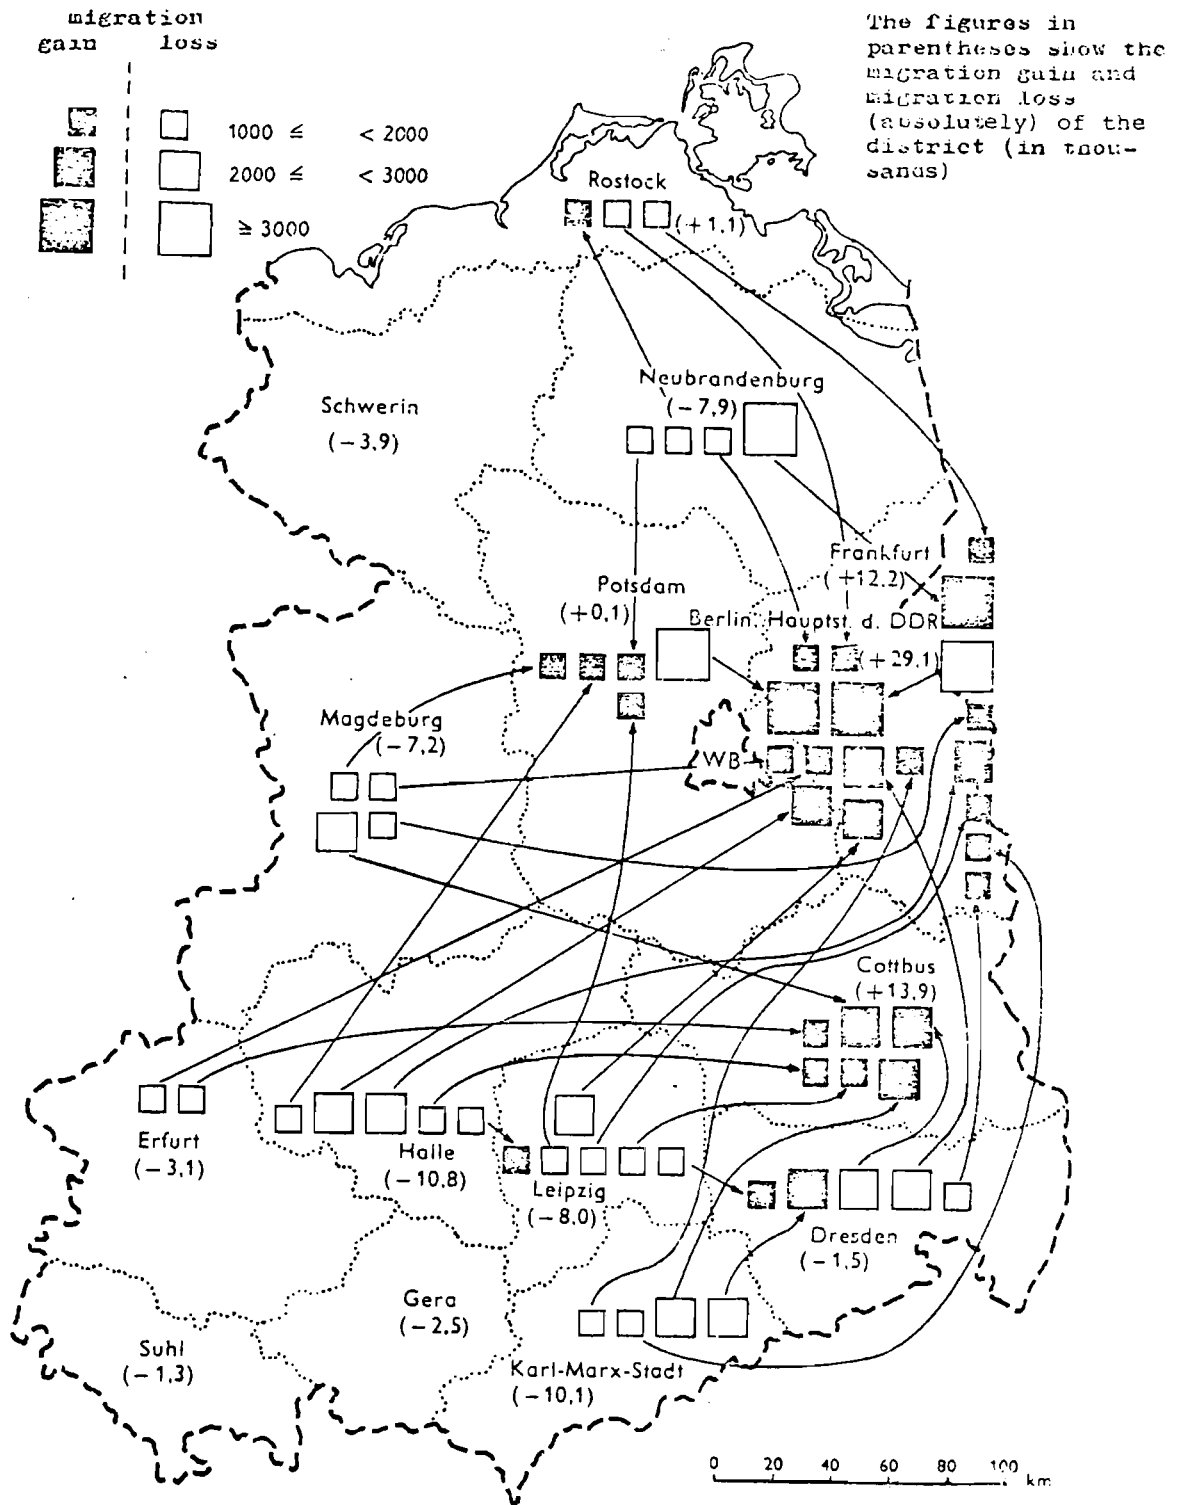 migration
gain loss
1000 ≦ < 2000
2000 ≦ < 3000
≧ 3000
The figures in
parentheses show the
migration gain and
migration loss
(absolutely) of the
district (in thou-
sands)
Rostock
(+1,1)
Neubrandenburg
(−7,9)
Schwerin
(−3,9)
Frankfurt
(+12,2)
Potsdam
(+0,1)
Berlin, Hauptst. d. DDR
(+29,1)
Magdeburg
(−7,2)
WB
Cottbus
(+13,9)
Erfurt
(−3,1)
Halle
(−10,8)
Leipzig
(−8,0)
Dresden
(−1,5)
Gera
(−2,5)
Suhl
(−1,3)
Karl-Marx-Stadt
(−10,1)
0 20 40 60 80 100
km